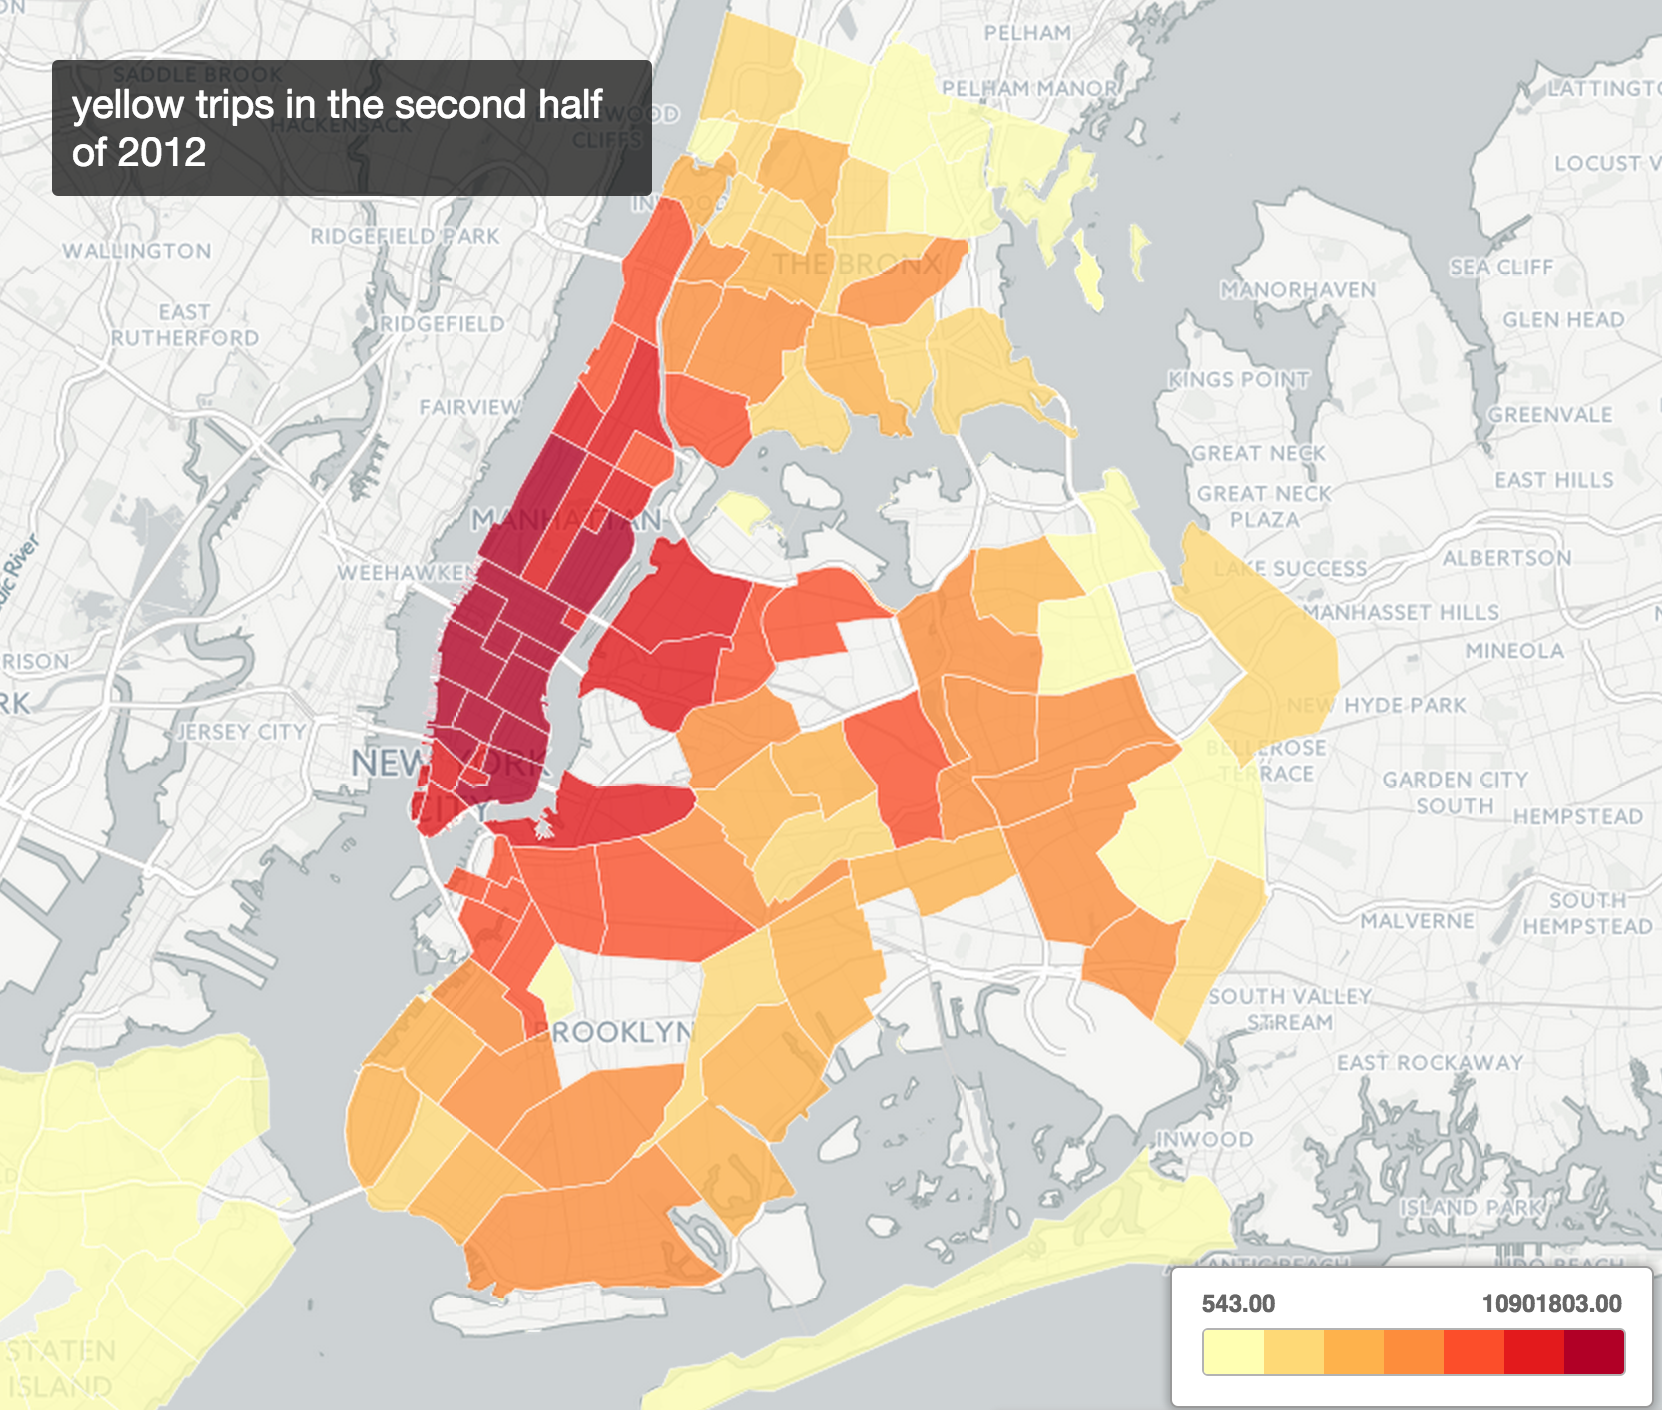 PELHAM
SADDLE BROOK
PELHAM MANOR
LATTINGT
yellow trips in the second half
of 2012
HACKENSACK
CLIFFS
LOCUST V
INWOOD
RIDGEFIELD PARK
WALLINGTON
THE BRONX
SEA CLIFF
MANORHAVEN
EAST
RUTHERFORD
RIDGEFIELD
GLEN HEAD
KINGS POINT
FAIRVIEW
GREENVALE
GREAT NECK
EAST HILLS
GREAT NECK
PLAZA
MANHATTAN
ALBERTSON
WEEHAWKEN
LAKE SUCCESS
MANHASSET HILLS
MINEOLA
RISON
RK
NEW HYDE PARK
JERSEY CITY
NEW YORK
CITY
BELLEROSE
TERRACE
GARDEN CITY
SOUTH
HEMPSTEAD
SOUTH
HEMPSTEAD
MALVERNE
SOUTH VALLEY
STREAM
BROOKLYN
EAST ROCKAWAY
INWOOD
ISLAND PARK
ATLANTIC BEACH
LIDO BEACH
543.00 10901803.00
STATEN
ISLAND